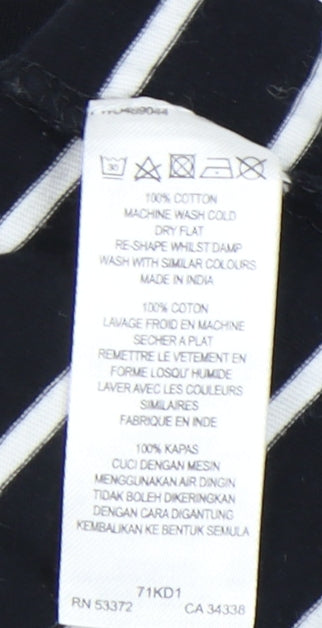 100% COTTON
MACHINE WASH COLD
DRY FLAT
RE-SHAPE WHILST DAMP
WASH WITH SIMILAR COLOURS
MADE IN INDIA
100% COTON
LAVAGE FROID EN MACHINE
SECHER A PLAT
REMETTRE LE VETEMENT EN
FORME LOSQU' HUMIDE
LAVER AVEC LES COULEURS
SIMILAIRES
FABRIQUE EN INDE
100% KAPAS
CUCI DENGAN MESIN
MENGGUNAKAN AIR DINGIN
TIDAK BOLEH DIKERINGKAN
DENGAN CARA DIGANTUNG
KEMBALIKAN KE BENTUK SEMULA
71KD1
RN 53372 CA 34338